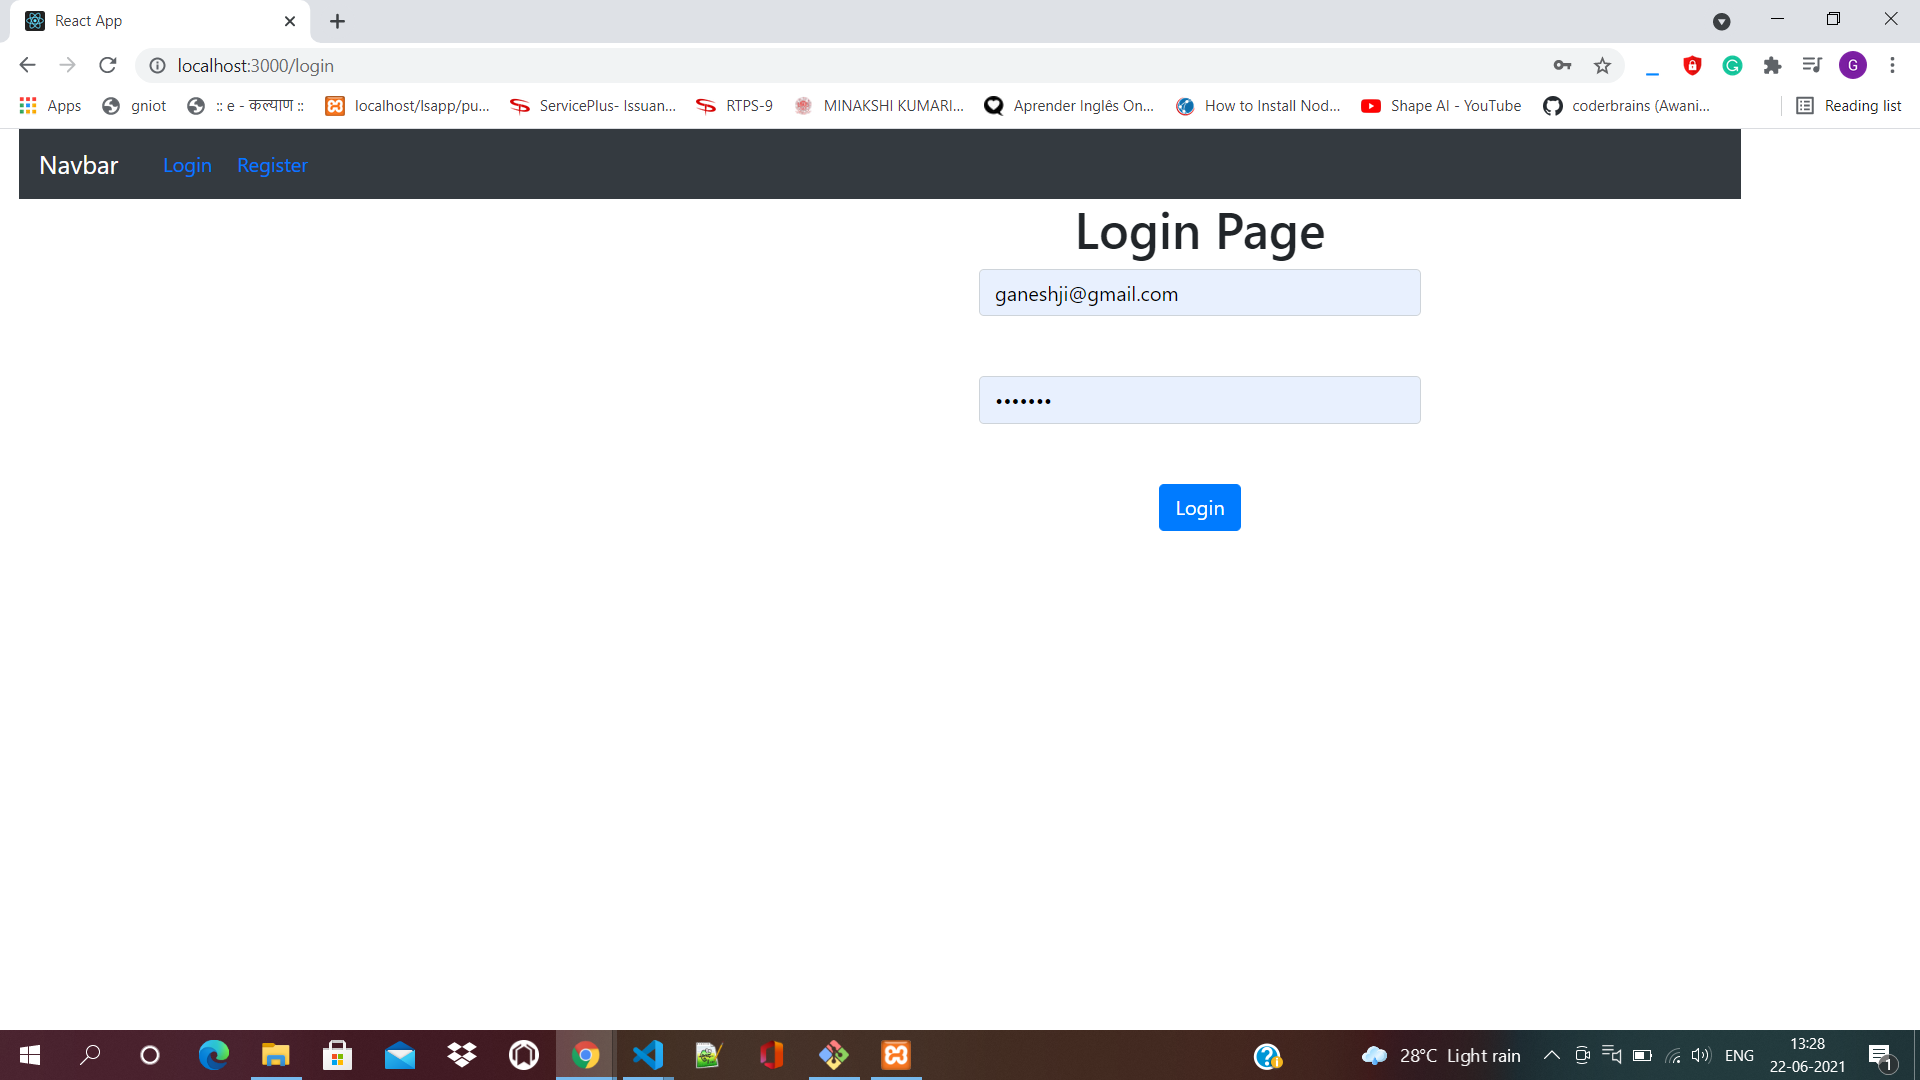 React App
localhost:3000/login
G
Apps
gniot
:: e - कल्याण ::
localhost/lsapp/pu...
ServicePlus- Issuan...
RTPS-9
MINAKSHI KUMARI...
Aprender Inglês On...
How to Install Nod...
Shape AI - YouTube
coderbrains (Awani...
Reading list
Navbar
Login
Register
Login Page
ganeshji@gmail.com
•••••••
Login
28°C Light rain
ENG
13:28
22-06-2021
1